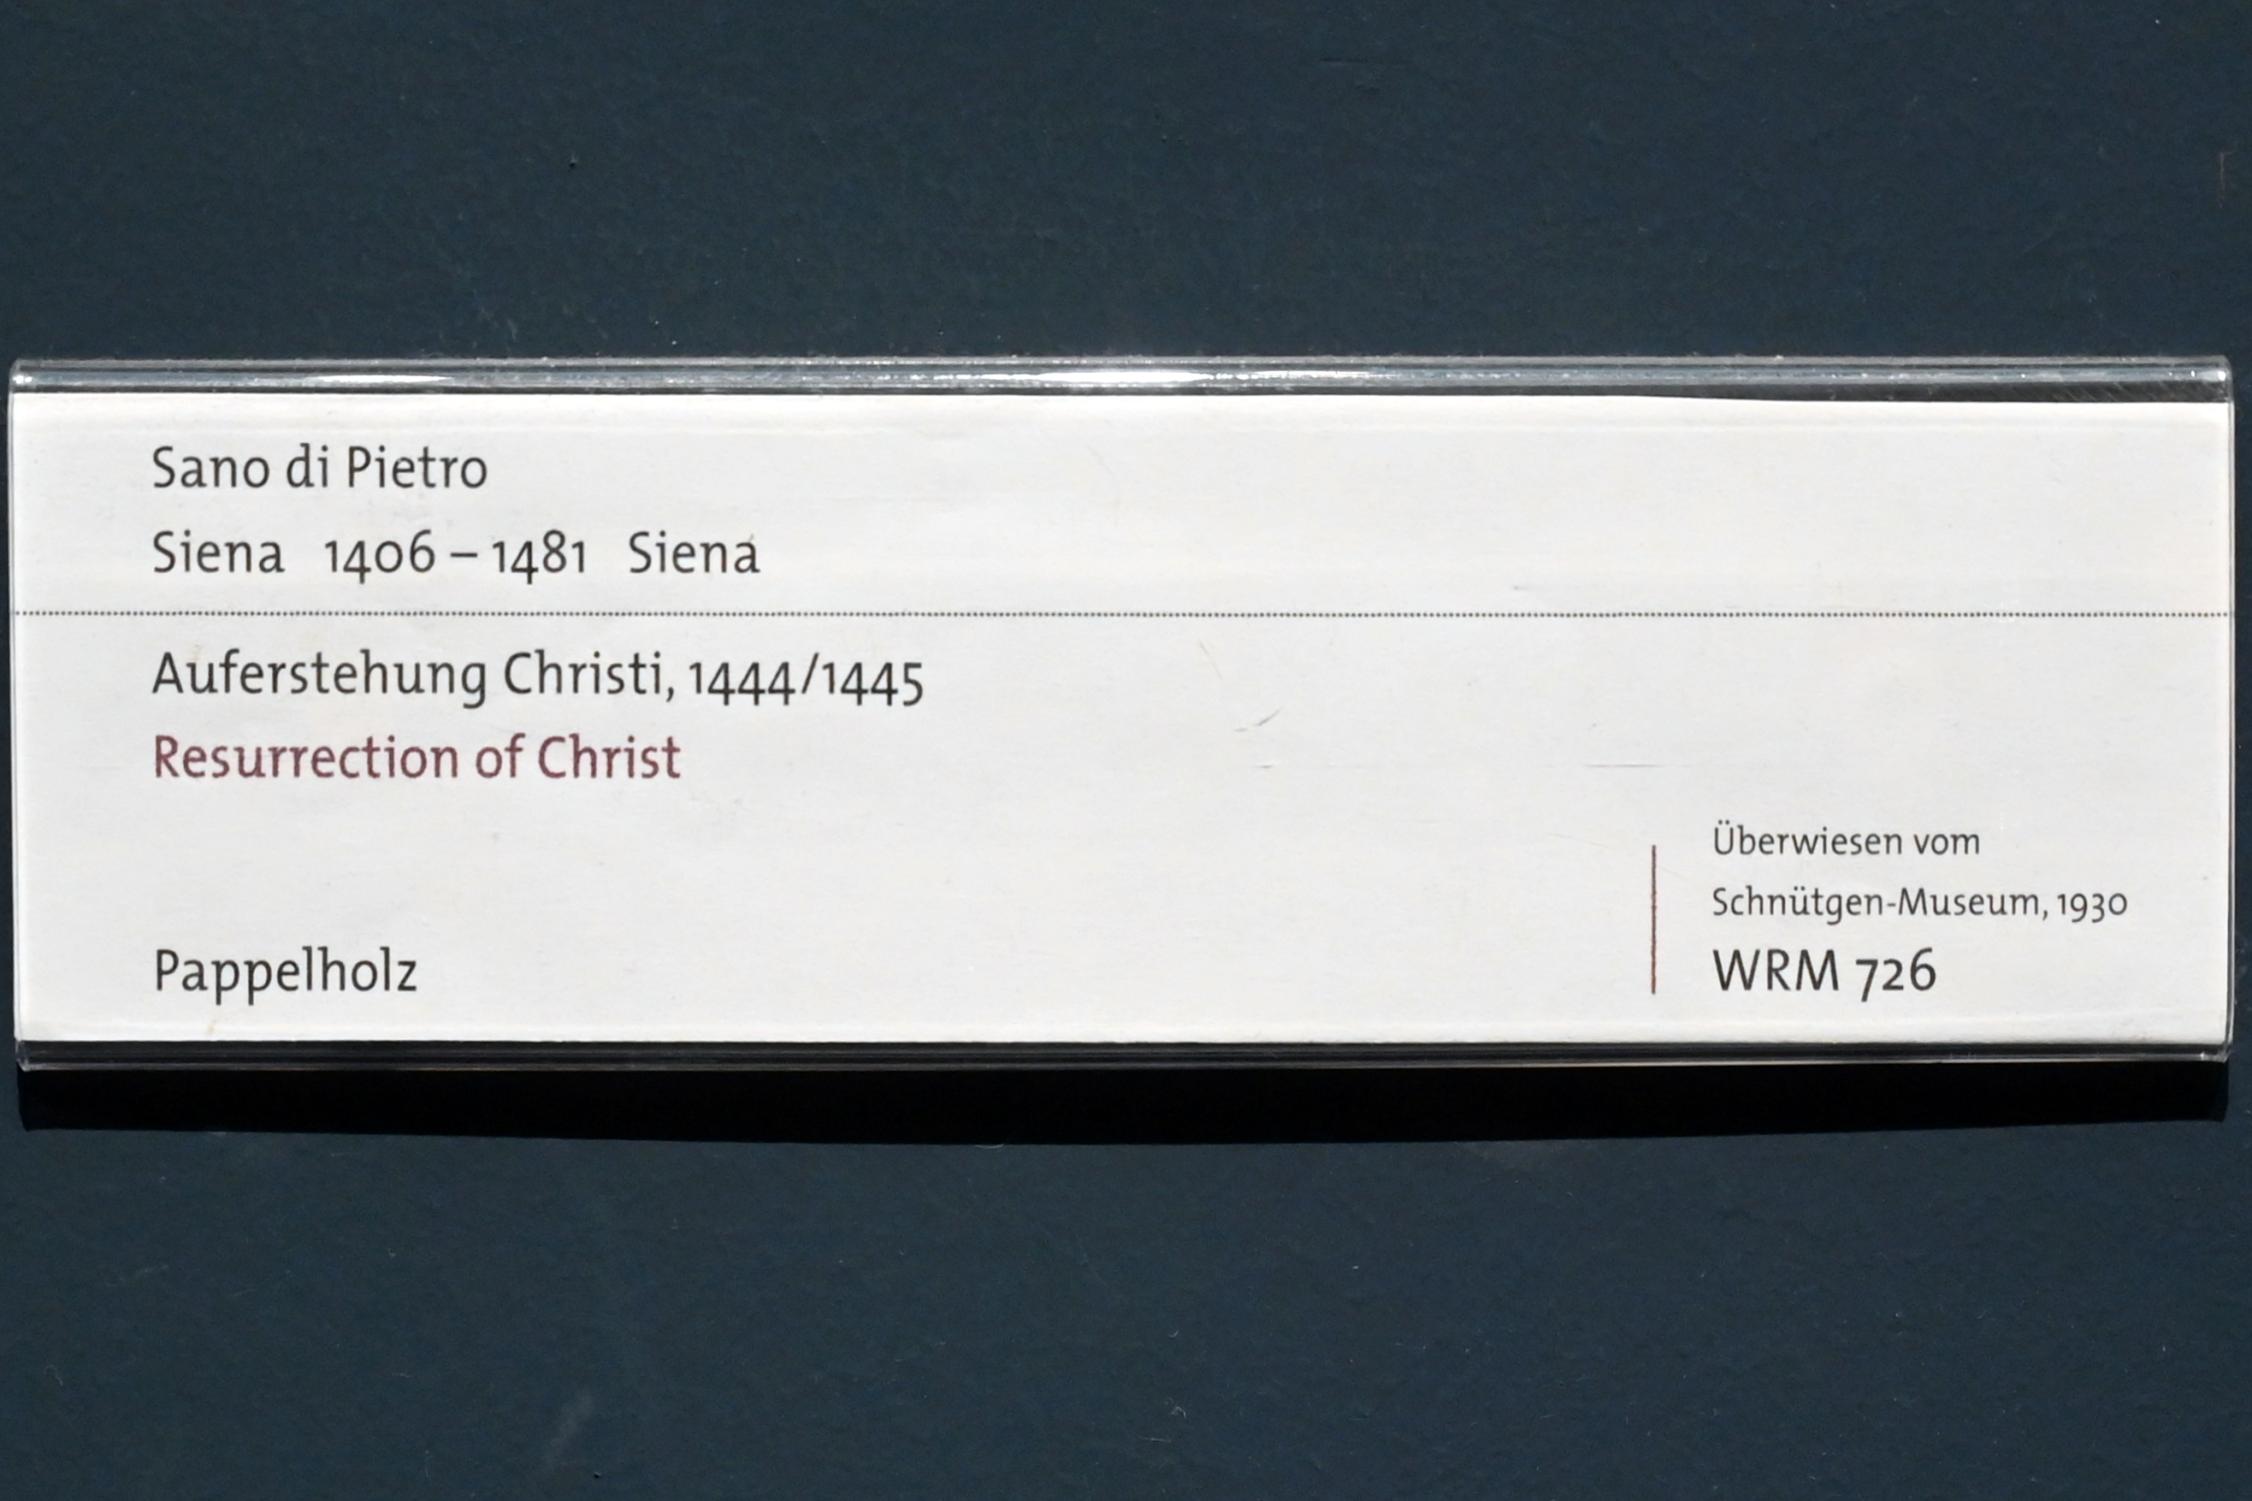 Sano di Pietro
Siena 1406 – 1481 Siena
Auferstehung Christi, 1444/1445
Resurrection of Christ
Pappelholz
Überwiesen vom
Schnütgen-Museum, 1930
WRM 726